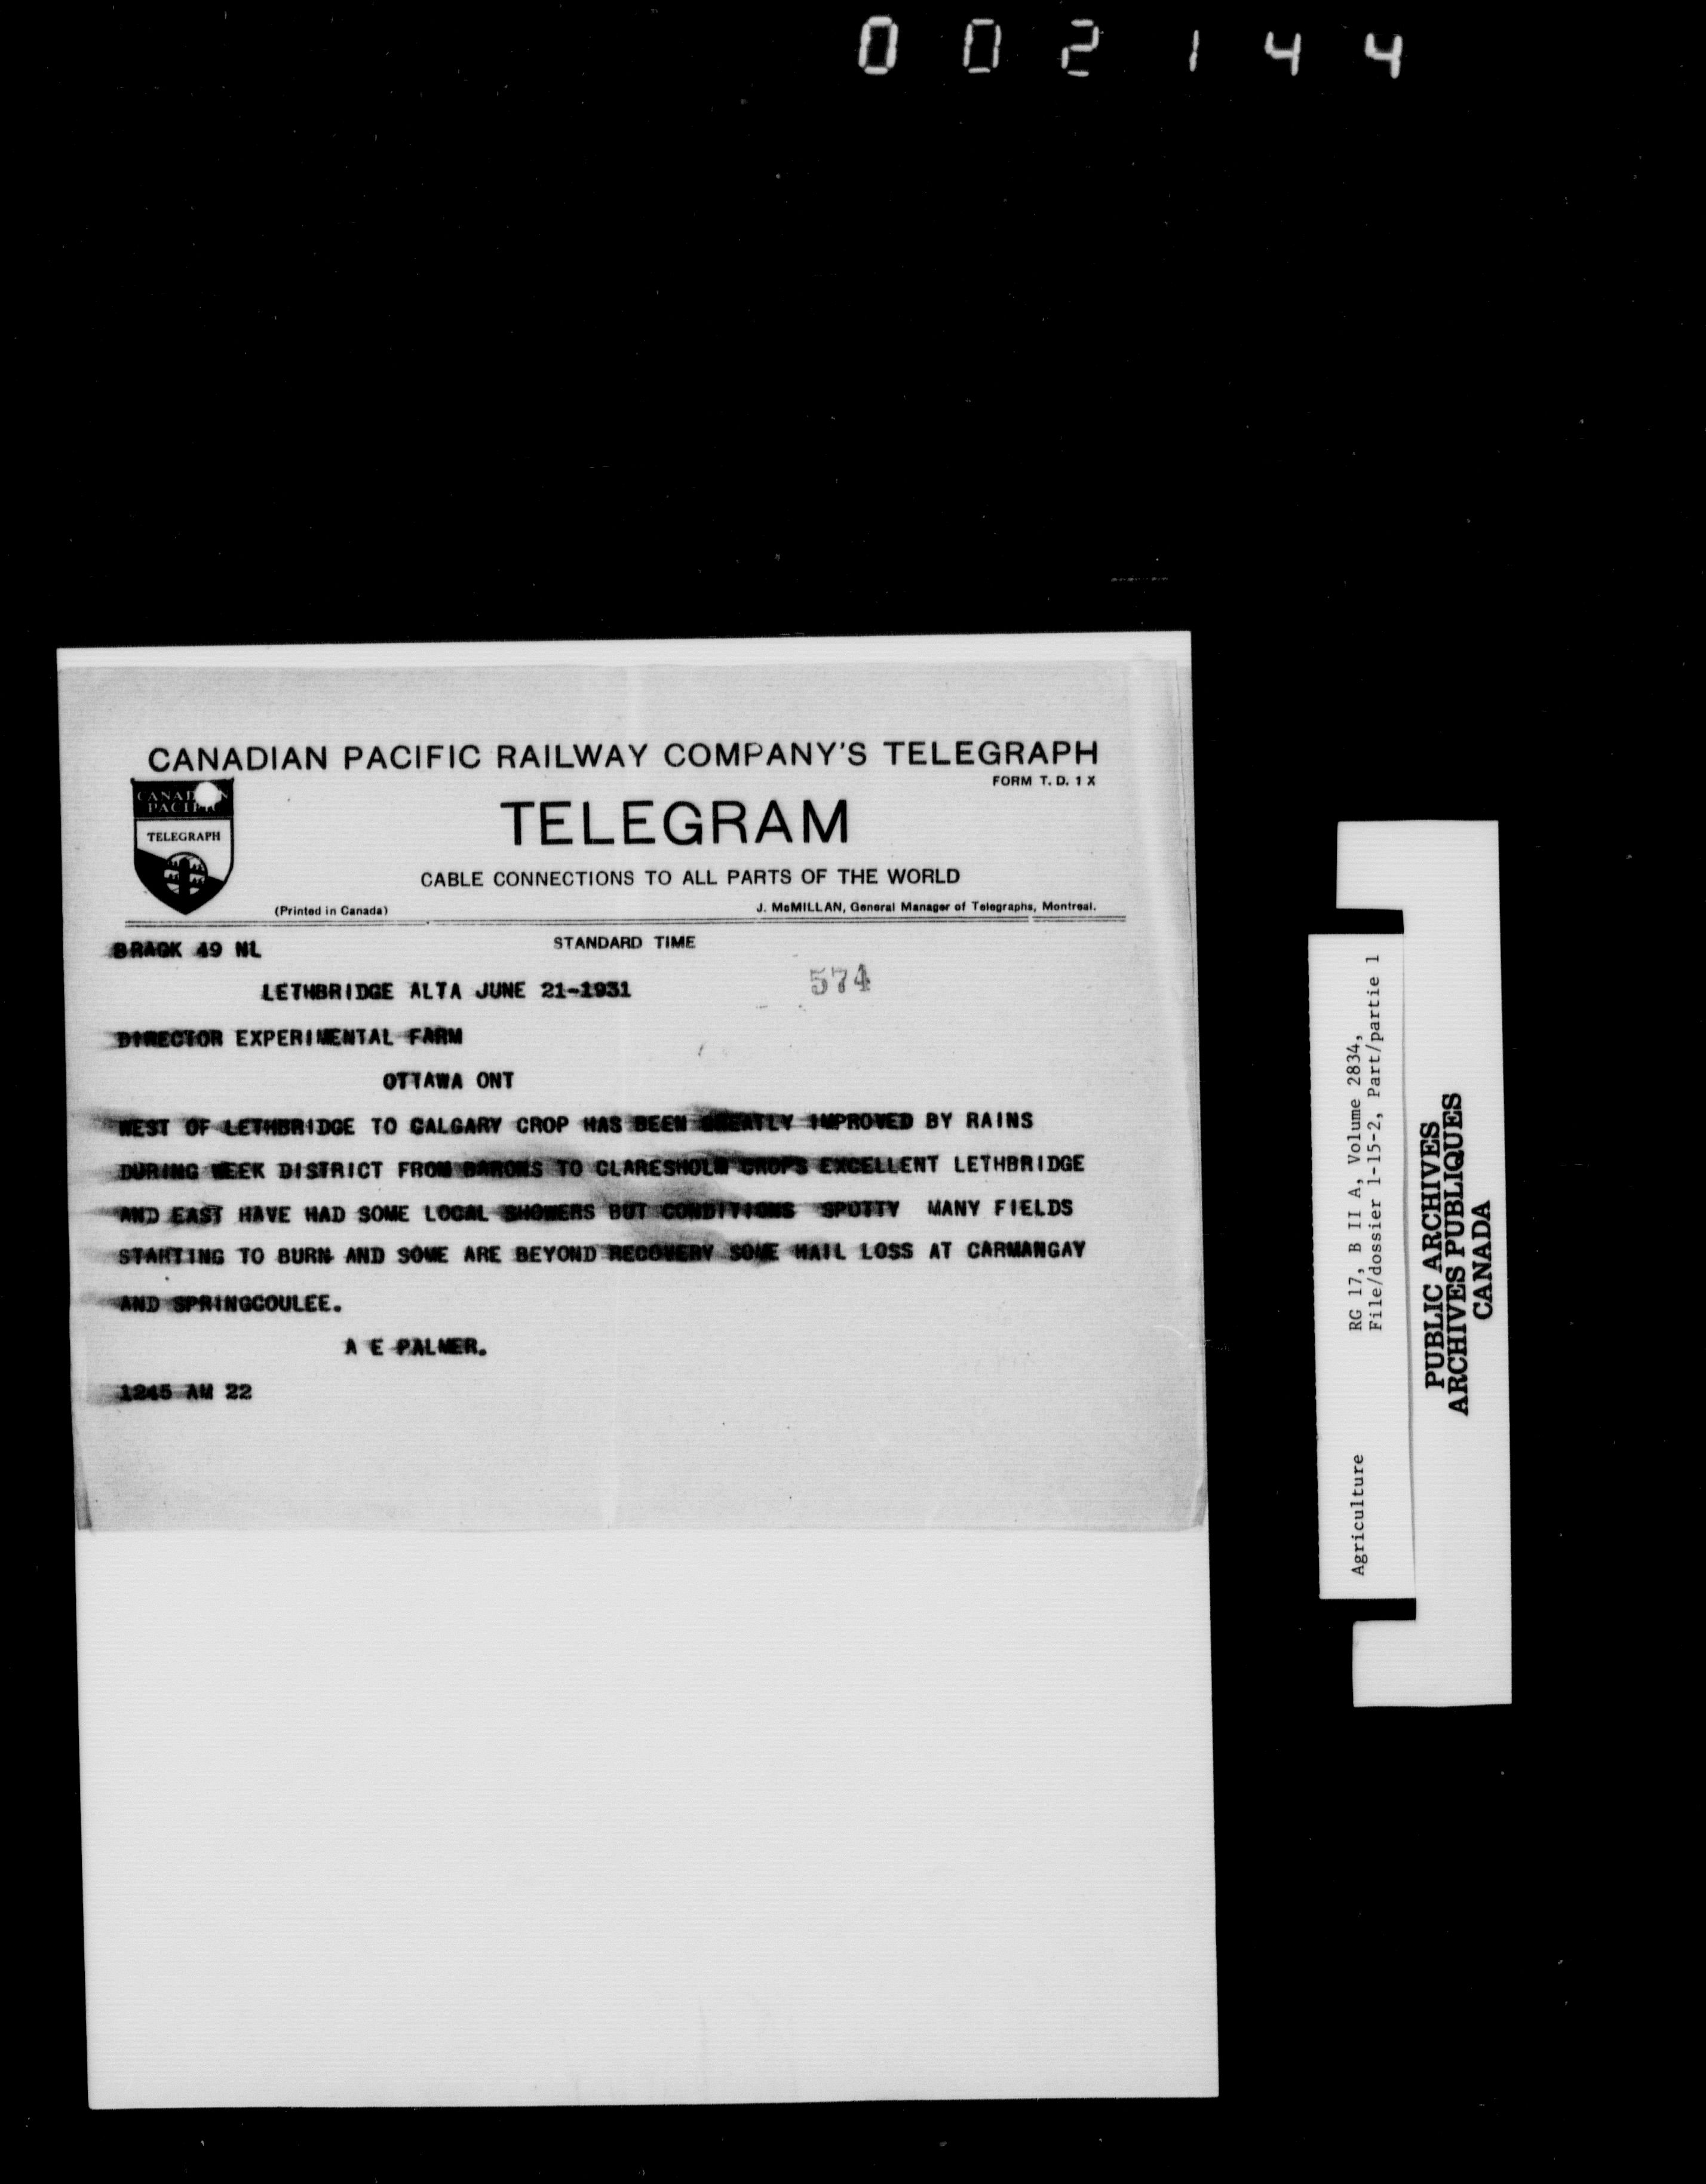 002144
CANADIAN PACIFIC RAILWAY COMPANY'S TELEGRAPH
FORM T. D. 1 X
CANADIAN
PACIFIC
TELEGRAPH
TELEGRAM
CABLE CONNECTIONS TO ALL PARTS OF THE WORLD
(Printed in Canada)
J. McMILLAN, General Manager of Telegraphs, Montreal.
STANDARD TIME
49 NL
574
LETHBRIDGE ALTA JUNE 21-1931
DIRECTOR EXPERIMENTAL FARM
OTTAWA ONT
WEST OF LETHBRIDGE TO CALGARY CROP HAS BEEN GREATLY IMPROVED BY RAINS
DURING WEEK DISTRICT FROM BARONS TO CLARESHOLM CROPS EXCELLENT LETHBRIDGE
AND EAST HAVE HAD SOME LOCAL SHOWERS BUT CONDITIONS SPOTTY MANY FIELDS
STARTING TO BURN AND SOME ARE BEYOND RECOVERY SOME HAIL LOSS AT CARMANGAY
AND SPRINGCOULEE.
A E PALMER.
1245 AM 22
Agriculture RG 17, B II A, Volume 2834,
File/dossier 1-15-2, Part/partie 1
PUBLIC ARCHIVES
ARCHIVES PUBLIQUES
CANADA